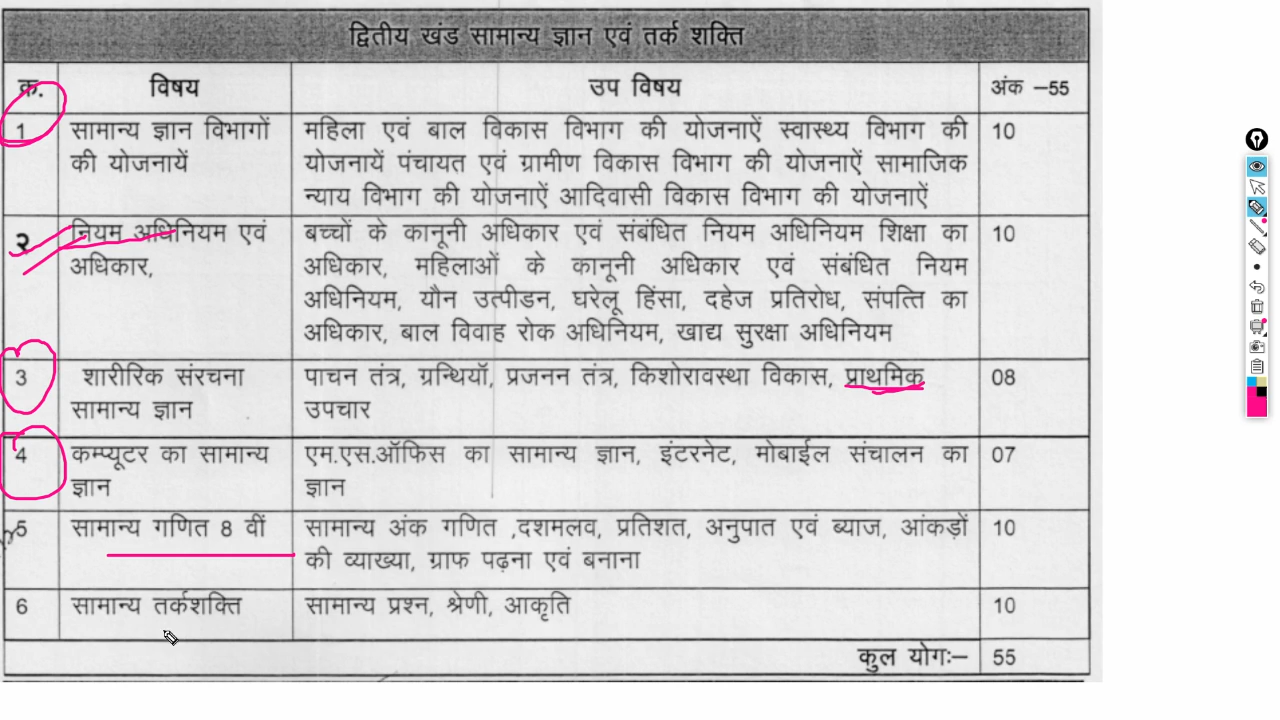 द्वितीय खंड सामान्य ज्ञान एवं तर्क शक्ति
क. विषय उप विषय अंक –55
1 सामान्य ज्ञान विभागों महिला एवं बाल विकास विभाग की योजनाऐं स्वास्थ्य विभाग की 10
की योजनायें योजनायें पंचायत एवं ग्रामीण विकास विभाग की योजनाऐं सामाजिक
न्याय विभाग की योजनाऐं आदिवासी विकास विभाग की योजनाऐं
२ नियम अधिनियम एवं बच्चों के कानूनी अधिकार एवं संबंधित नियम अधिनियम शिक्षा का 10
अधिकार, अधिकार, महिलाओं के कानूनी अधिकार एवं संबंधित नियम
अधिनियम, यौन उत्पीडन, घरेलू हिंसा, दहेज प्रतिरोध, संपत्ति का
अधिकार, बाल विवाह रोक अधिनियम, खाद्य सुरक्षा अधिनियम
3 शारीरिक संरचना पाचन तंत्र, ग्रन्थियॉ, प्रजनन तंत्र, किशोरावस्था विकास, प्राथमिक 08
सामान्य ज्ञान उपचार
4 कम्प्यूटर का सामान्य एम.एस.ऑफिस का सामान्य ज्ञान, इंटरनेट, मोबाईल संचालन का 07
ज्ञान ज्ञान
5 सामान्य गणित 8 वीं सामान्य अंक गणित ,दशमलव, प्रतिशत, अनुपात एवं ब्याज, आंकड़ों 10
की व्याख्या, ग्राफ पढ़ना एवं बनाना
6 सामान्य तर्कशक्ति सामान्य प्रश्न, श्रेणी, आकृति 10
कुल योगः– 55